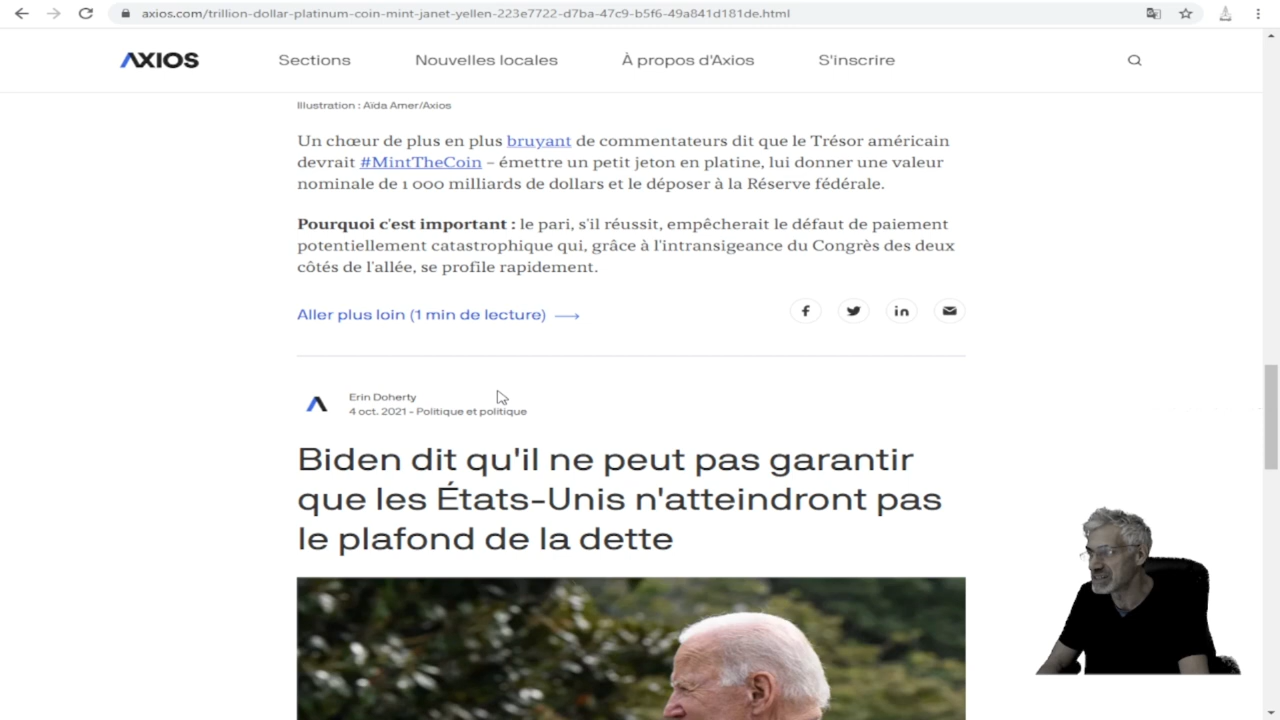 axios.com/trillion-dollar-platinum-coin-mint-janet-yellen-223e7722-d7ba-47c9-b5f6-49a841d181de.html
AXIOS
Sections
Nouvelles locales
À propos d'Axios
S'inscrire
Illustration : Aïda Amer/Axios
Un chœur de plus en plus bruyant de commentateurs dit que le Trésor américain
devrait #MintTheCoin – émettre un petit jeton en platine, lui donner une valeur
nominale de 1 000 milliards de dollars et le déposer à la Réserve fédérale.
Pourquoi c'est important : le pari, s'il réussit, empêcherait le défaut de paiement
potentiellement catastrophique qui, grâce à l'intransigeance du Congrès des deux
côtés de l'allée, se profile rapidement.
Aller plus loin (1 min de lecture) →
Erin Doherty
4 oct. 2021 - Politique et politique
Biden dit qu'il ne peut pas garantir
que les États-Unis n'atteindront pas
le plafond de la dette